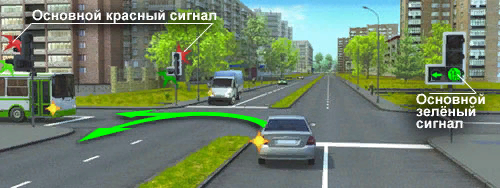 Основной красный сигнал
Основной
зелёный
сигнал